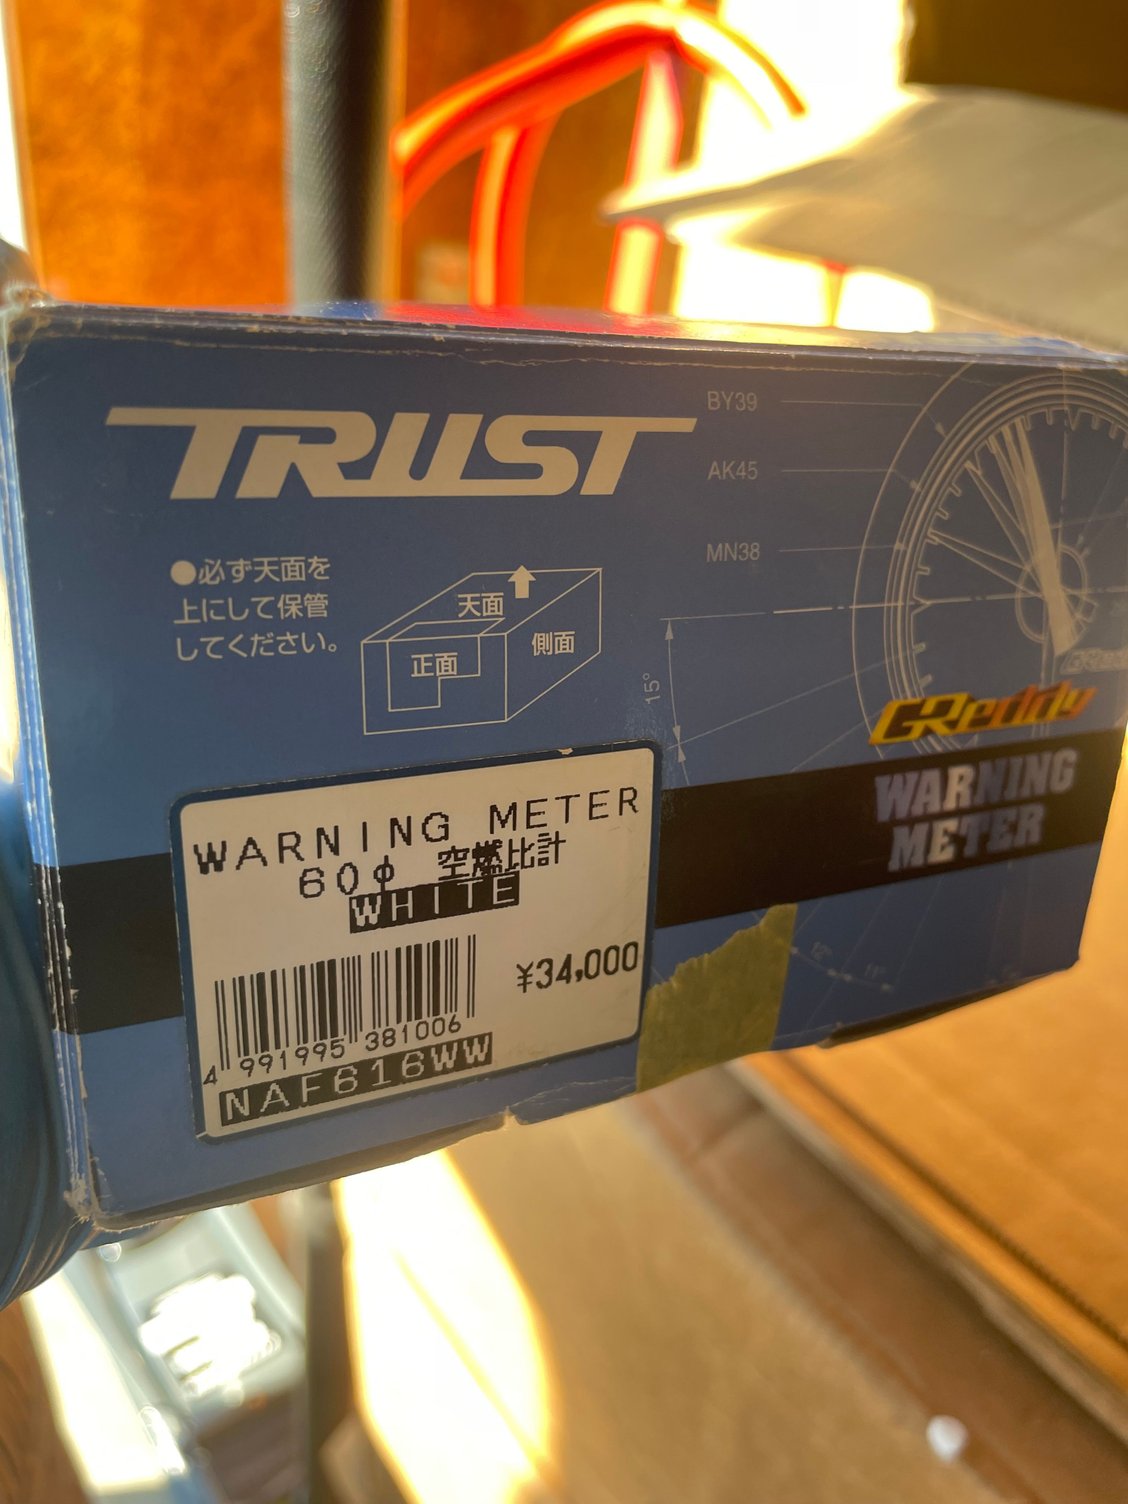 TRUST
●必ず天面を
上にして保管
してください。
天面
正面
側面
BY39
AK45
MN38
15°
GReddy
WARNING
METER
WARNING METER
60φ 空燃比計
WHITE
¥34,000
4 991995 381006
NAF616WW
12°
11°